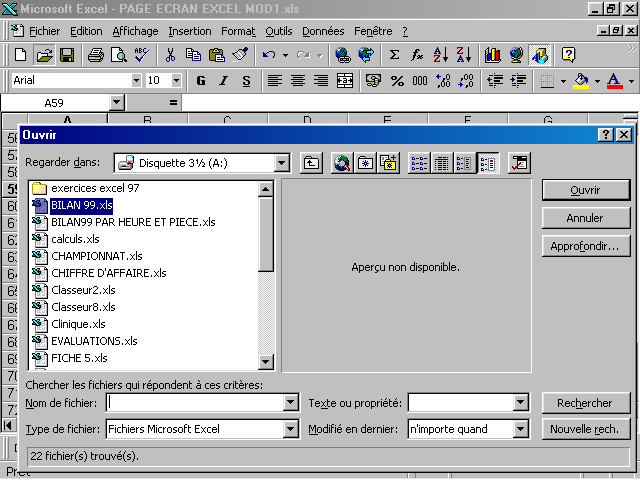 Microsoft Excel - PAGE ECRAN EXCEL MOD1.xls
Fichier Edition Affichage Insertion Format Outils Données Fenêtre ?
Arial 10 G I S % 000
A59 =
A B C D E F G
Ouvrir
Regarder dans: Disquette 3½ (A:)
exercices excel 97
BILAN 99.xls
BILAN99 PAR HEURE ET PIECE.xls
calculs.xls
CHAMPIONNAT.xls
CHIFFRE D'AFFAIRE.xls
Classeur2.xls
Classeur8.xls
Clinique.xls
EVALUATION5.xls
FICHE 5.xls
Aperçu non disponible.
Ouvrir
Annuler
Approfondir...
Chercher les fichiers qui répondent à ces critères:
Nom de fichier: Texte ou propriété: Rechercher
Type de fichier: Fichiers Microsoft Excel Modifié en dernier: n'importe quand Nouvelle rech.
22 fichier(s) trouvé(s).